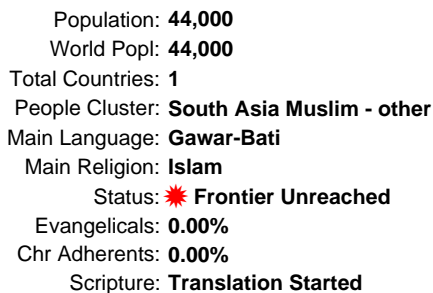 Population: 44,000
World Popl: 44,000
Total Countries: 1
People Cluster: South Asia Muslim - other
Main Language: Gawar-Bati
Main Religion: Islam
Status: Frontier Unreached
Evangelicals: 0.00%
Chr Adherents: 0.00%
Scripture: Translation Started